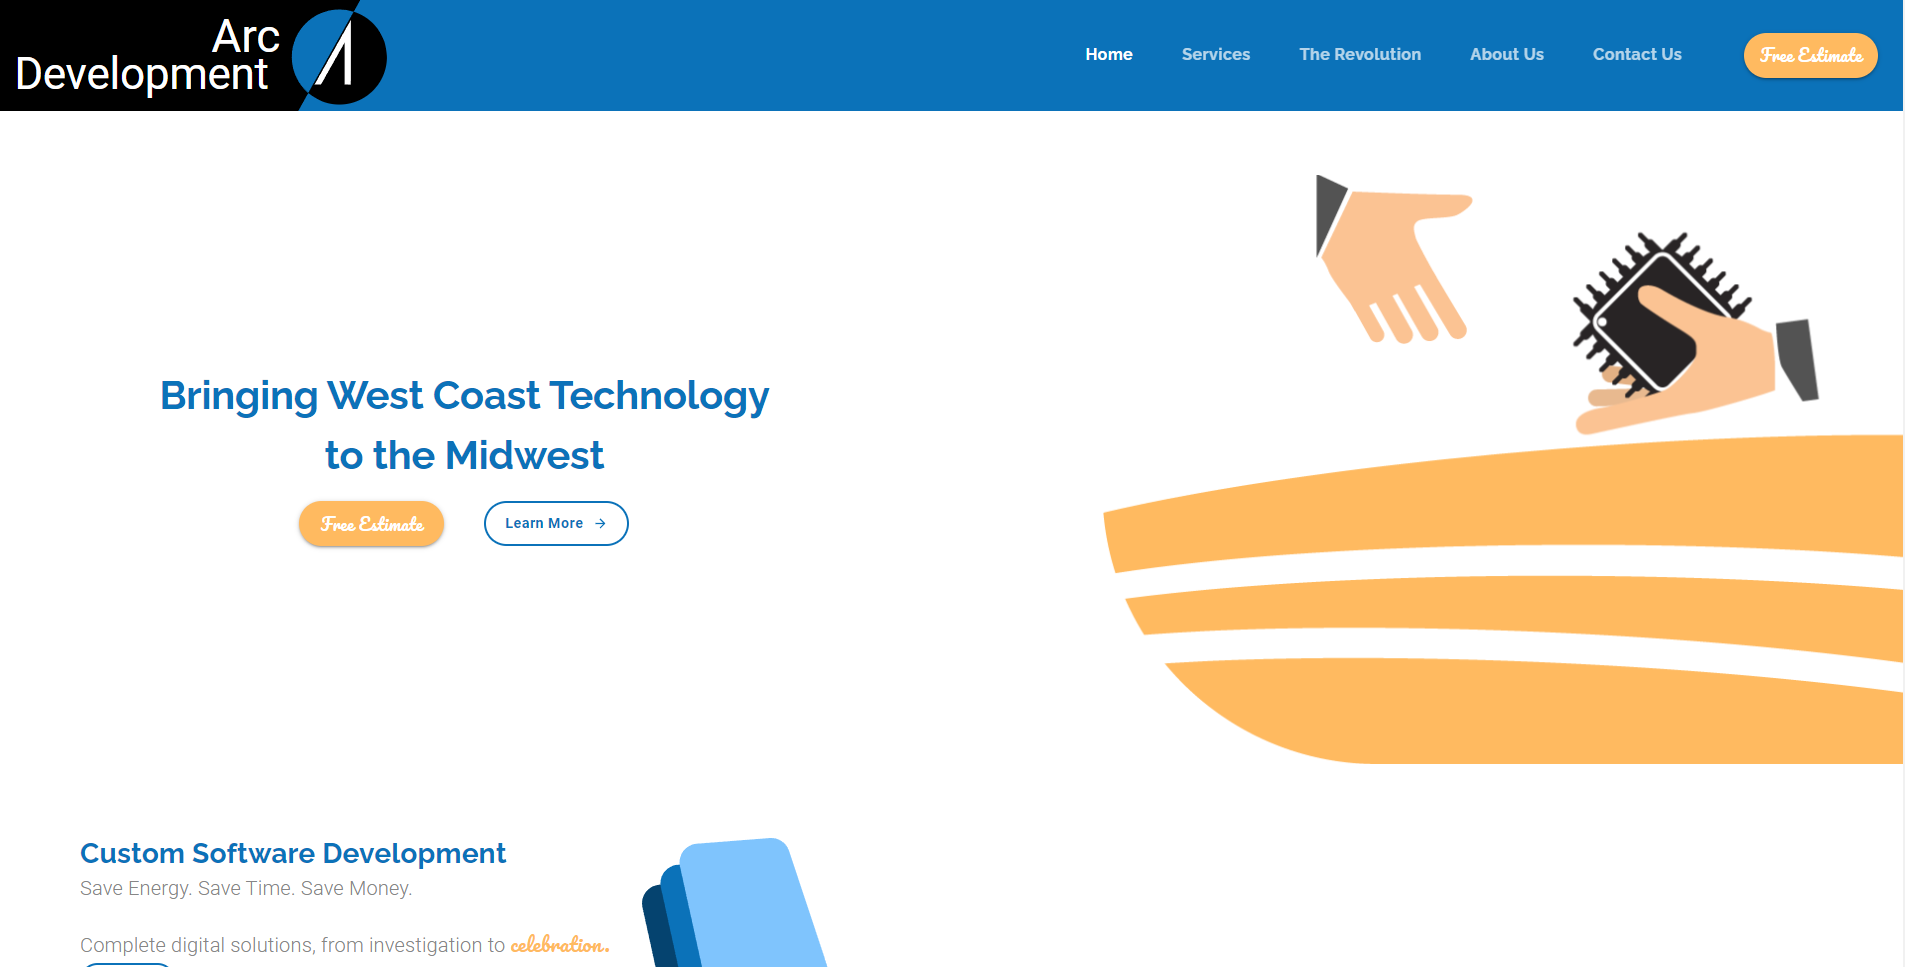 Arc
Development
Home Services The Revolution About Us Contact Us Free Estimate
Bringing West Coast Technology
to the Midwest
Free Estimate Learn More →
Custom Software Development
Save Energy. Save Time. Save Money.
Complete digital solutions, from investigation to celebration.